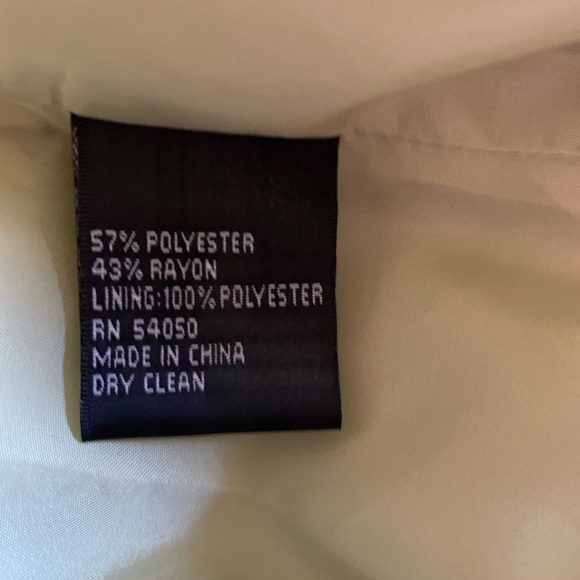 57% POLYESTER
43% RAYON
LINING:100% POLYESTER
RN 54050
MADE IN CHINA
DRY CLEAN